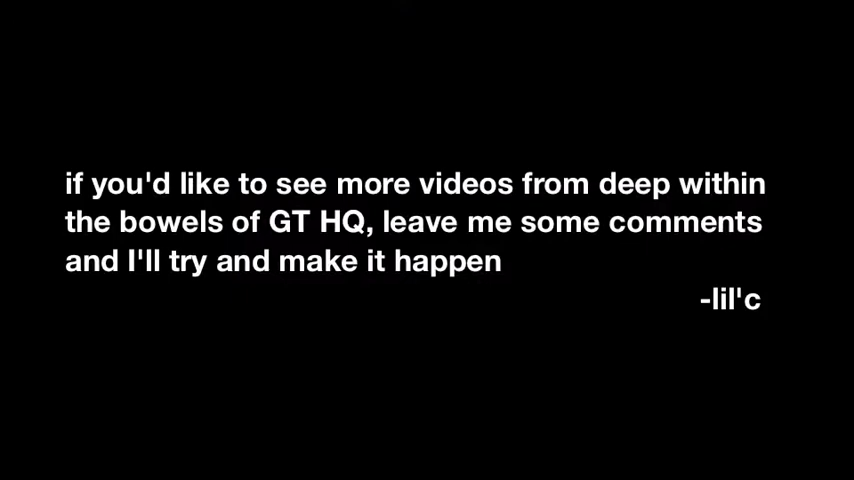 if you'd like to see more videos from deep within
the bowels of GT HQ, leave me some comments
and I'll try and make it happen
-lil'c